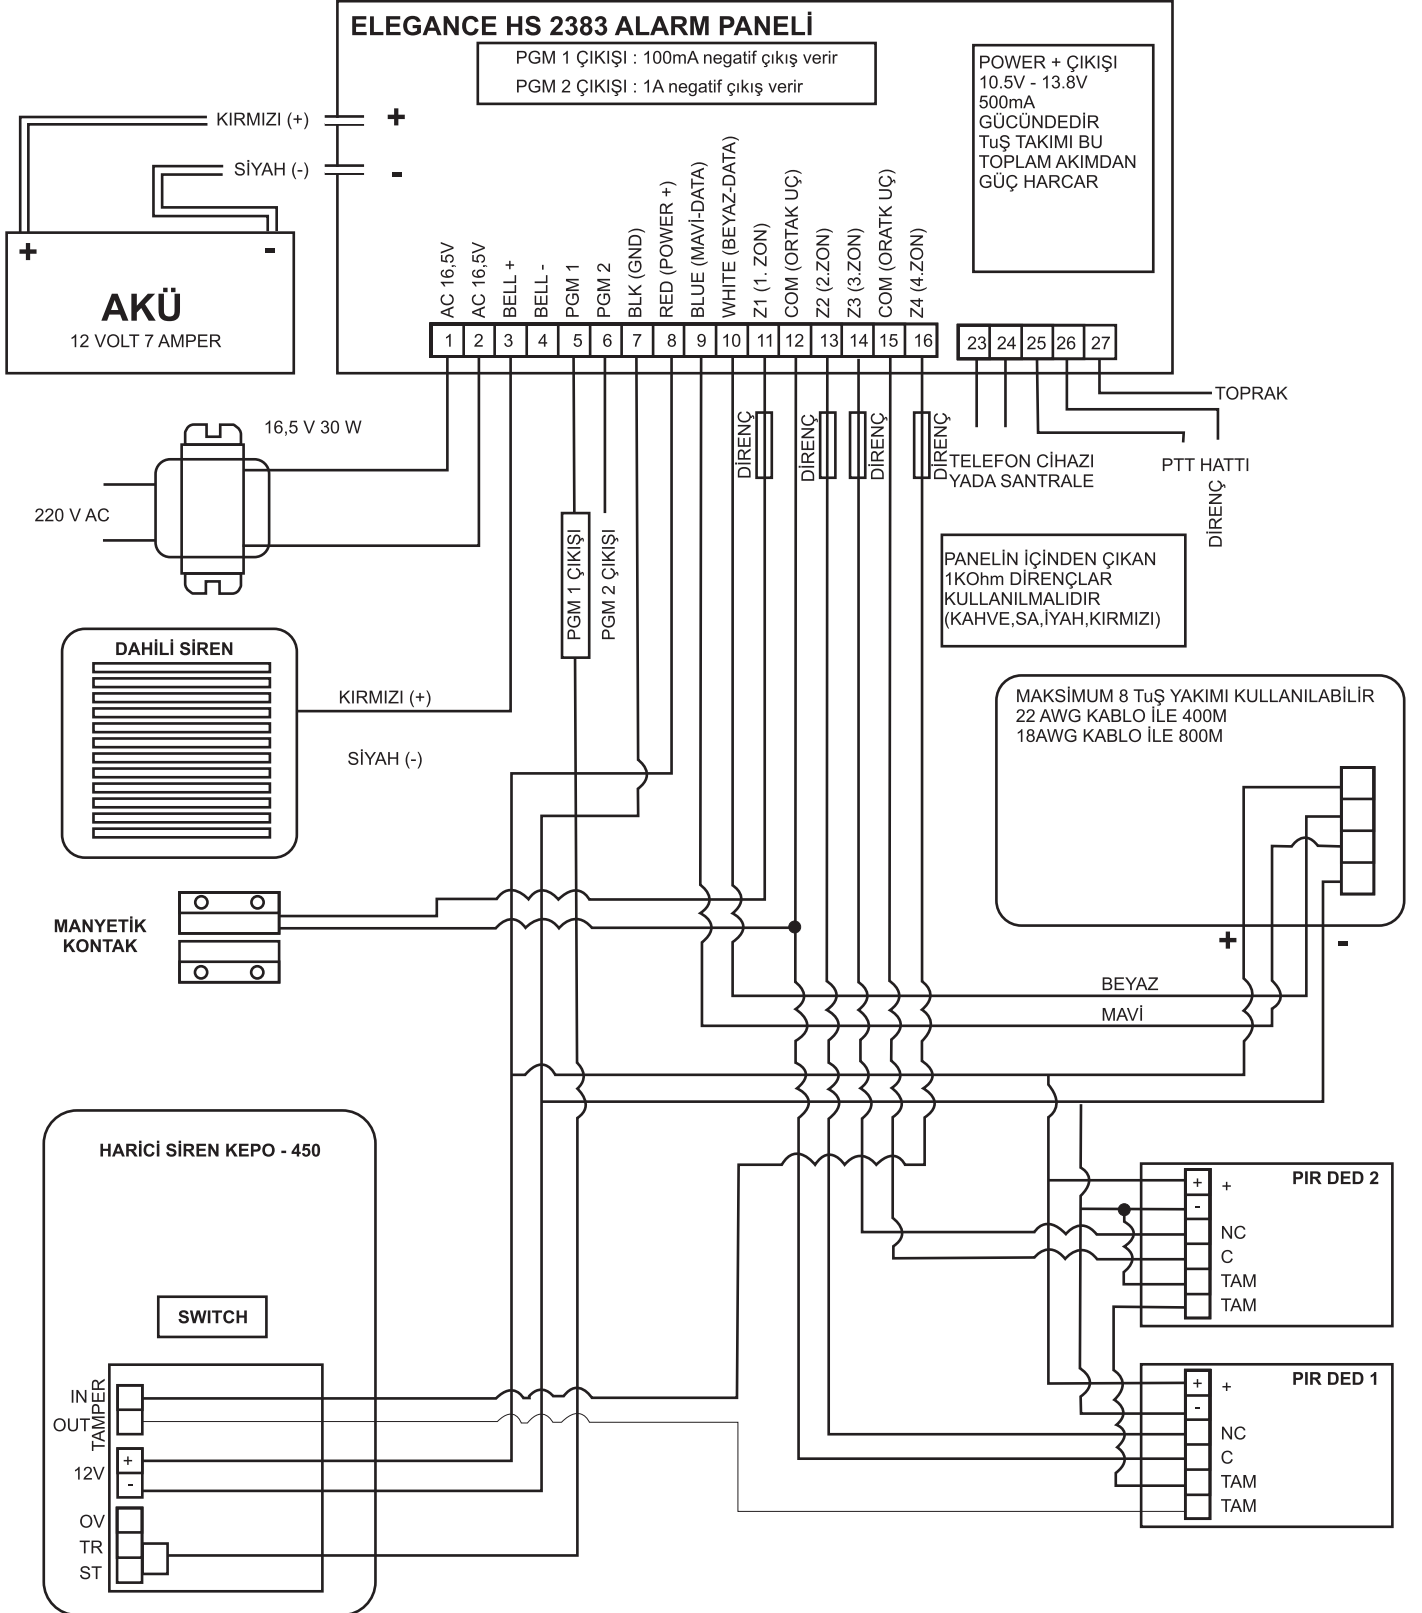 ELEGANCE HS 2383 ALARM PANELİ
PGM 1 ÇIKIŞI : 100mA negatif çıkış verir
PGM 2 ÇIKIŞI : 1A negatif çıkış verir
POWER + ÇIKIŞI
10.5V - 13.8V
500mA
GÜCÜNDEDİR
TuŞ TAKIMI BU
TOPLAM AKIMDAN
GÜÇ HARCAR
KIRMIZI (+)
+
SİYAH (-)
-
+
-
AKÜ
12 VOLT 7 AMPER
AC 16,5V
AC 16,5V
BELL +
BELL -
PGM 1
PGM 2
BLK (GND)
RED (POWER +)
BLUE (MAVİ-DATA)
WHITE (BEYAZ-DATA)
Z1 (1. ZON)
COM (ORTAK UÇ)
Z2 (2.ZON)
Z3 (3.ZON)
COM (ORATK UÇ)
Z4 (4.ZON)
1 2 3 4 5 6 7 8 9 10 11 12 13 14 15 16
23 24 25 26 27
TOPRAK
16,5 V 30 W
220 V AC
DİRENÇ
DİRENÇ
DİRENÇ
DİRENÇ
TELEFON CİHAZI
YADA SANTRALE
PTT HATTI
DİRENÇ
PGM 1 ÇIKIŞI
PGM 2 ÇIKIŞI
PANELİN İÇİNDEN ÇIKAN
1KOhm DİRENÇLAR
KULLANILMALIDIR
(KAHVE,SA,İYAH,KIRMIZI)
DAHİLİ SİREN
KIRMIZI (+)
SİYAH (-)
MAKSİMUM 8 TuŞ YAKIMI KULLANILABİLİR
22 AWG KABLO İLE 400M
18AWG KABLO İLE 800M
+
-
MANYETİK
KONTAK
BEYAZ
MAVİ
HARİCİ SİREN KEPO - 450
SWITCH
TAMPER
IN
OUT
12V
+
-
OV
TR
ST
PIR DED 2
+ +
-
NC
C
TAM
TAM
PIR DED 1
+ +
-
NC
C
TAM
TAM